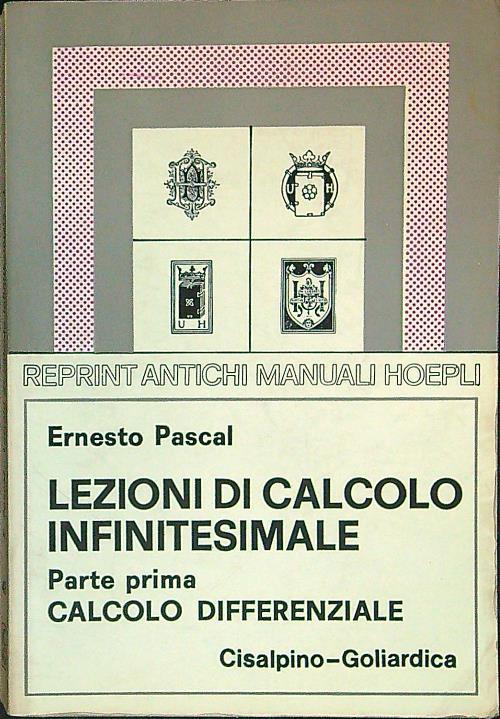 H
U H
U H
H
REPRINT ANTICHI MANUALI HOEPLI
Ernesto Pascal
LEZIONI DI CALCOLO
INFINITESIMALE
Parte prima
CALCOLO DIFFERENZIALE
Cisalpino-Goliardica